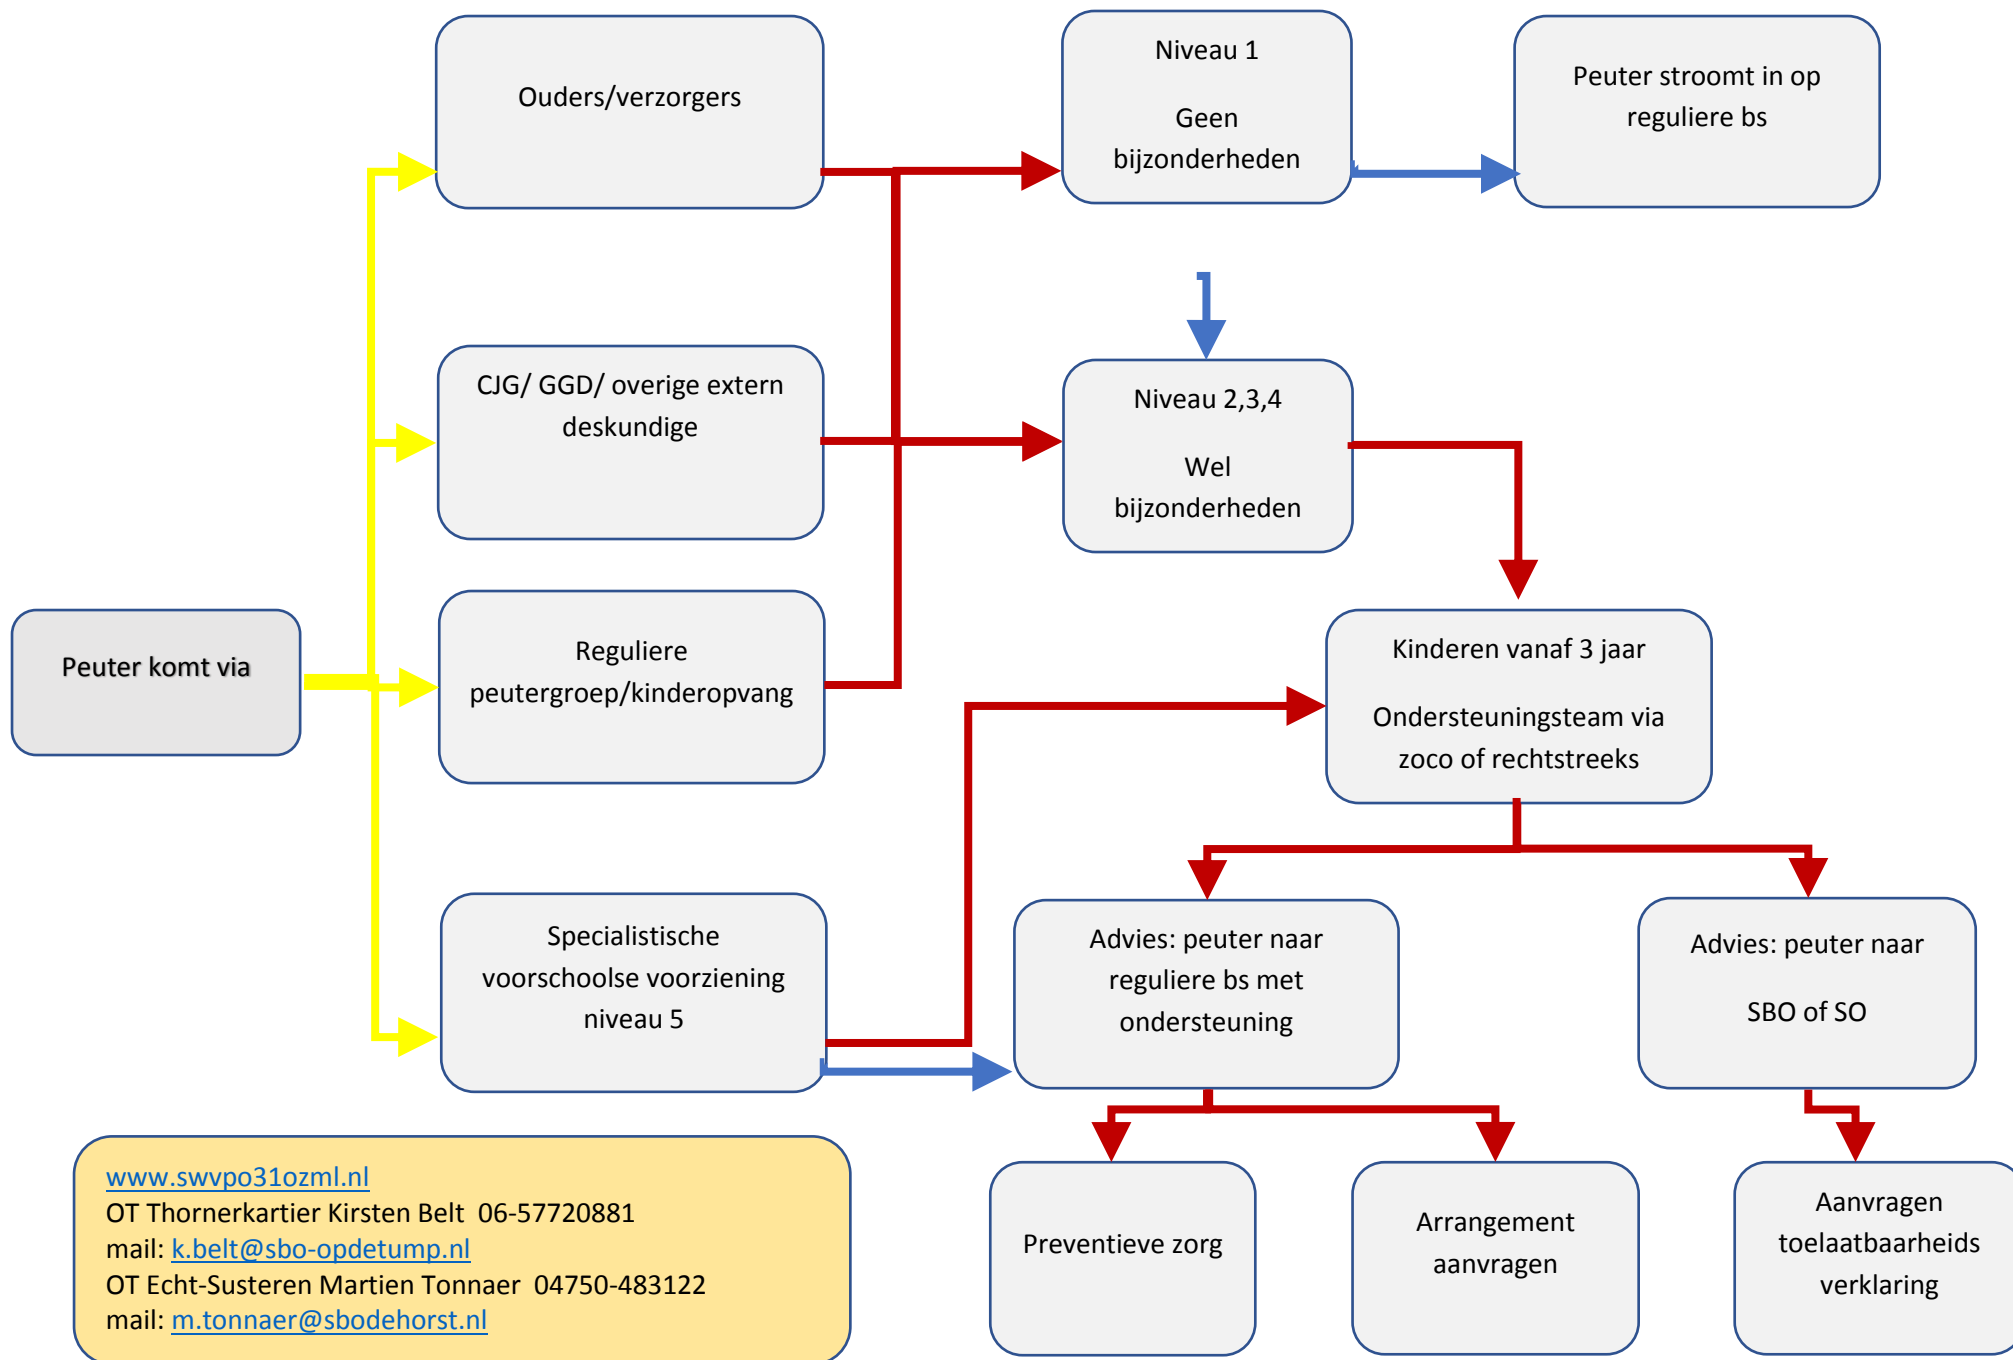 Ouders/verzorgers
Niveau 1
Geen
bijzonderheden
Peuter stroomt in op
reguliere bs
CJG/ GGD/ overige extern
deskundige
Niveau 2,3,4
Wel
bijzonderheden
Peuter komt via
Reguliere
peutergroep/kinderopvang
Kinderen vanaf 3 jaar
Ondersteuningsteam via
zoco of rechtstreeks
Specialistische
voorschoolse voorziening
niveau 5
Advies: peuter naar
reguliere bs met
ondersteuning
Advies: peuter naar
SBO of SO
www.swvpo31ozml.nl
OT Thornerkartier Kirsten Belt 06-57720881
mail: k.belt@sbo-opdetump.nl
OT Echt-Susteren Martien Tonnaer 04750-483122
mail: m.tonnaer@sbodehorst.nl
Preventieve zorg
Arrangement
aanvragen
Aanvragen
toelaatbaarheids
verklaring